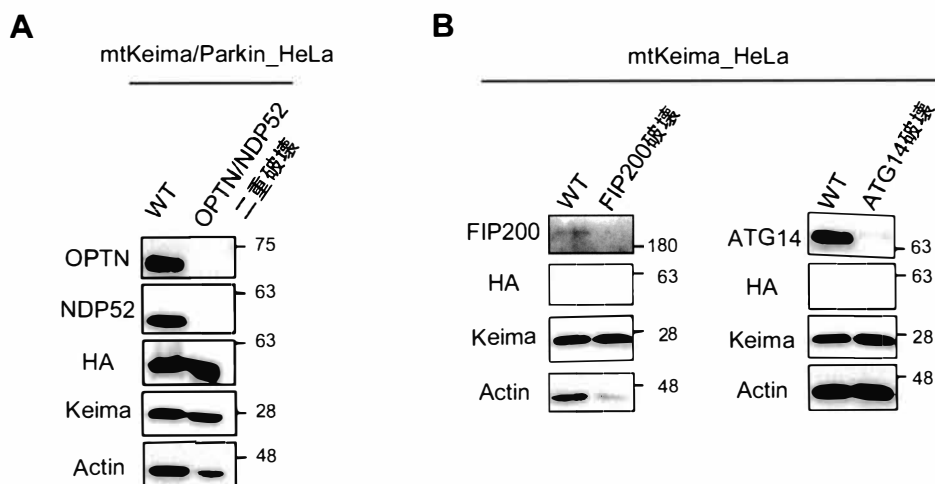 A
mtKeima/Parkin_HeLa
WT
OPTN/NDP52
二重破壊
OPTN
75
NDP52
63
HA
63
Keima
28
Actin
48
B
mtKeima_HeLa
WT
FIP200破壊
FIP200
180
HA
63
Keima
28
Actin
48
WT
ATG14破壊
ATG14
63
HA
63
Keima
28
Actin
48